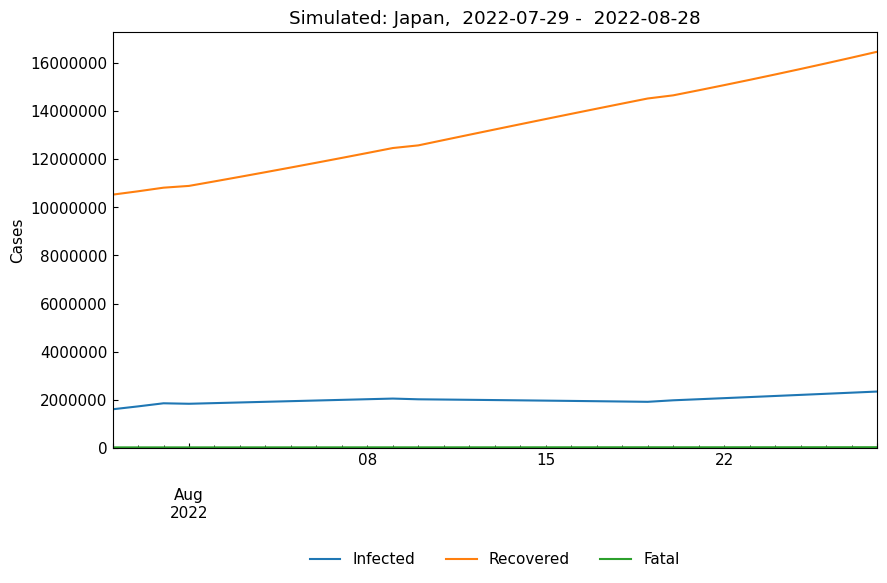 Simulated: Japan,  2022-07-29 -  2022-08-28
Cases
16000000
14000000
12000000
10000000
8000000
6000000
4000000
2000000
0
08
15
22
Aug
2022
Infected
Recovered
Fatal